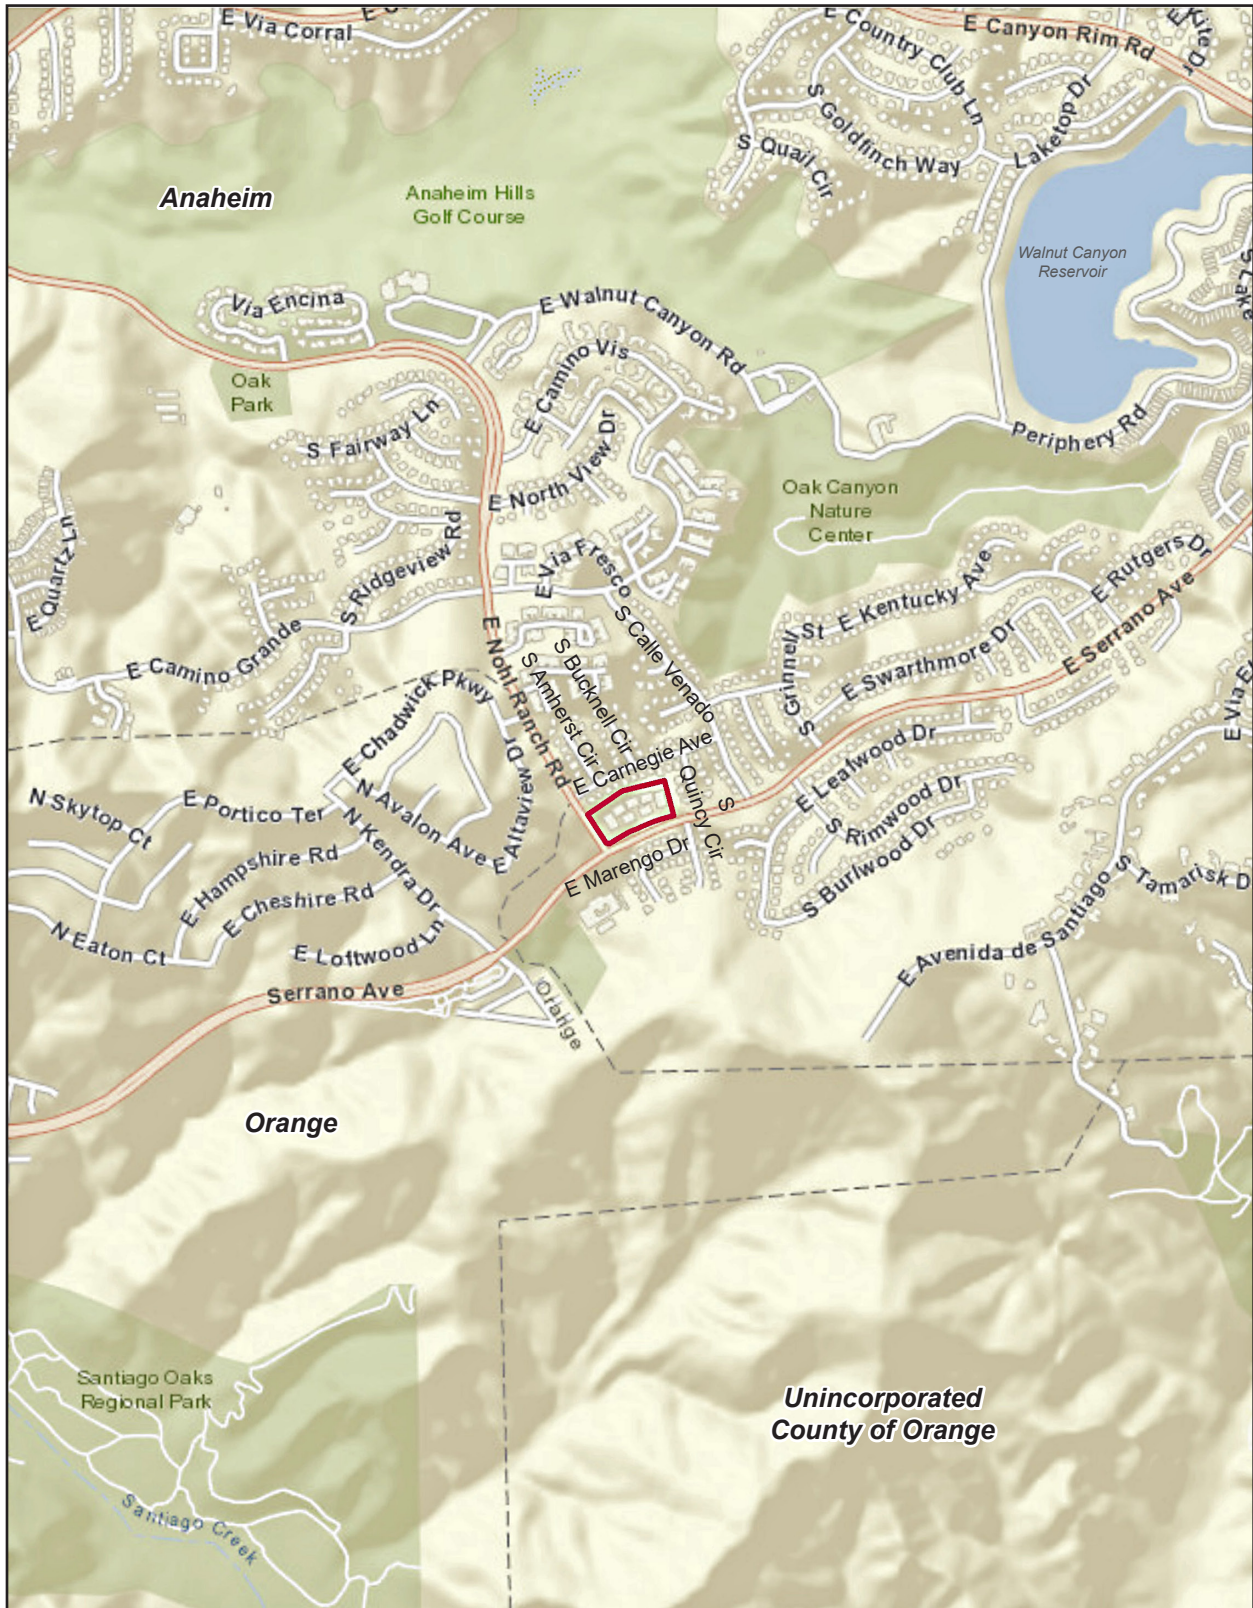 E Via Corral
E Country Club Ln
E Canyon Rim Rd
Kite Dr
S Goldfinch Way
Laketop Dr
S Quail Cir
Anaheim
Anaheim Hills
Golf Course
Walnut Canyon
Reservoir
S Lake
Via Encina
E Walnut Canyon Rd
E Camino Vis
Oak
Park
S Fairway Ln
Periphery Rd
E North View Dr
Oak Canyon
Nature
Center
E Quartz Ln
S Ridgeview Rd
E Via Fresco
E Rutgers Dr
E Kentucky Ave
S Grinnell St
E Camino Grande
E Nohl Ranch Rd
S Calle Venado
S Bucknell Cir
S Amherst Cir
E Swarthmore Dr
E Serrano Ave
E Via E
E Chadwick Pkwy
E Altaview Dr
E Carnegie Ave
E Leafwood Dr
N Skytop Ct
E Portico Ter
N Avalon Ave
N Kendra Dr
S Quincy Cir
S Rimwood Dr
E Hampshire Rd
E Marengo Dr
S Burlwood Dr
S Tamarisk D
E Cheshire Rd
N Eaton Ct
E Loftwood Ln
E Avenida de Santiago
Serrano Ave
Orange
Orange
Santiago Oaks
Regional Park
Unincorporated
County of Orange
Santiago Creek